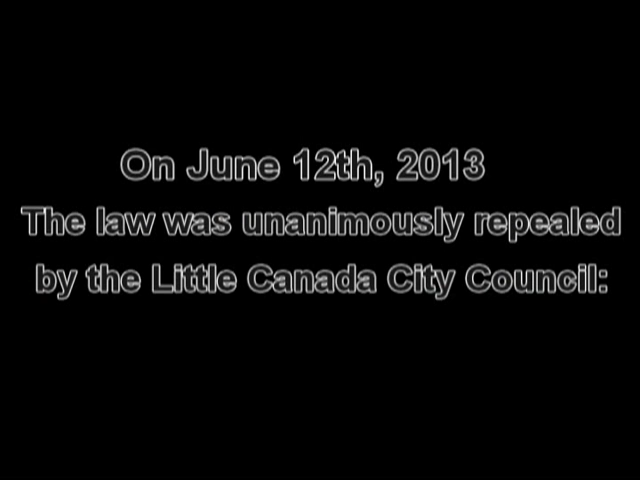 On June 12th, 2013
The law was unanimously repealed
by the Little Canada City Council: